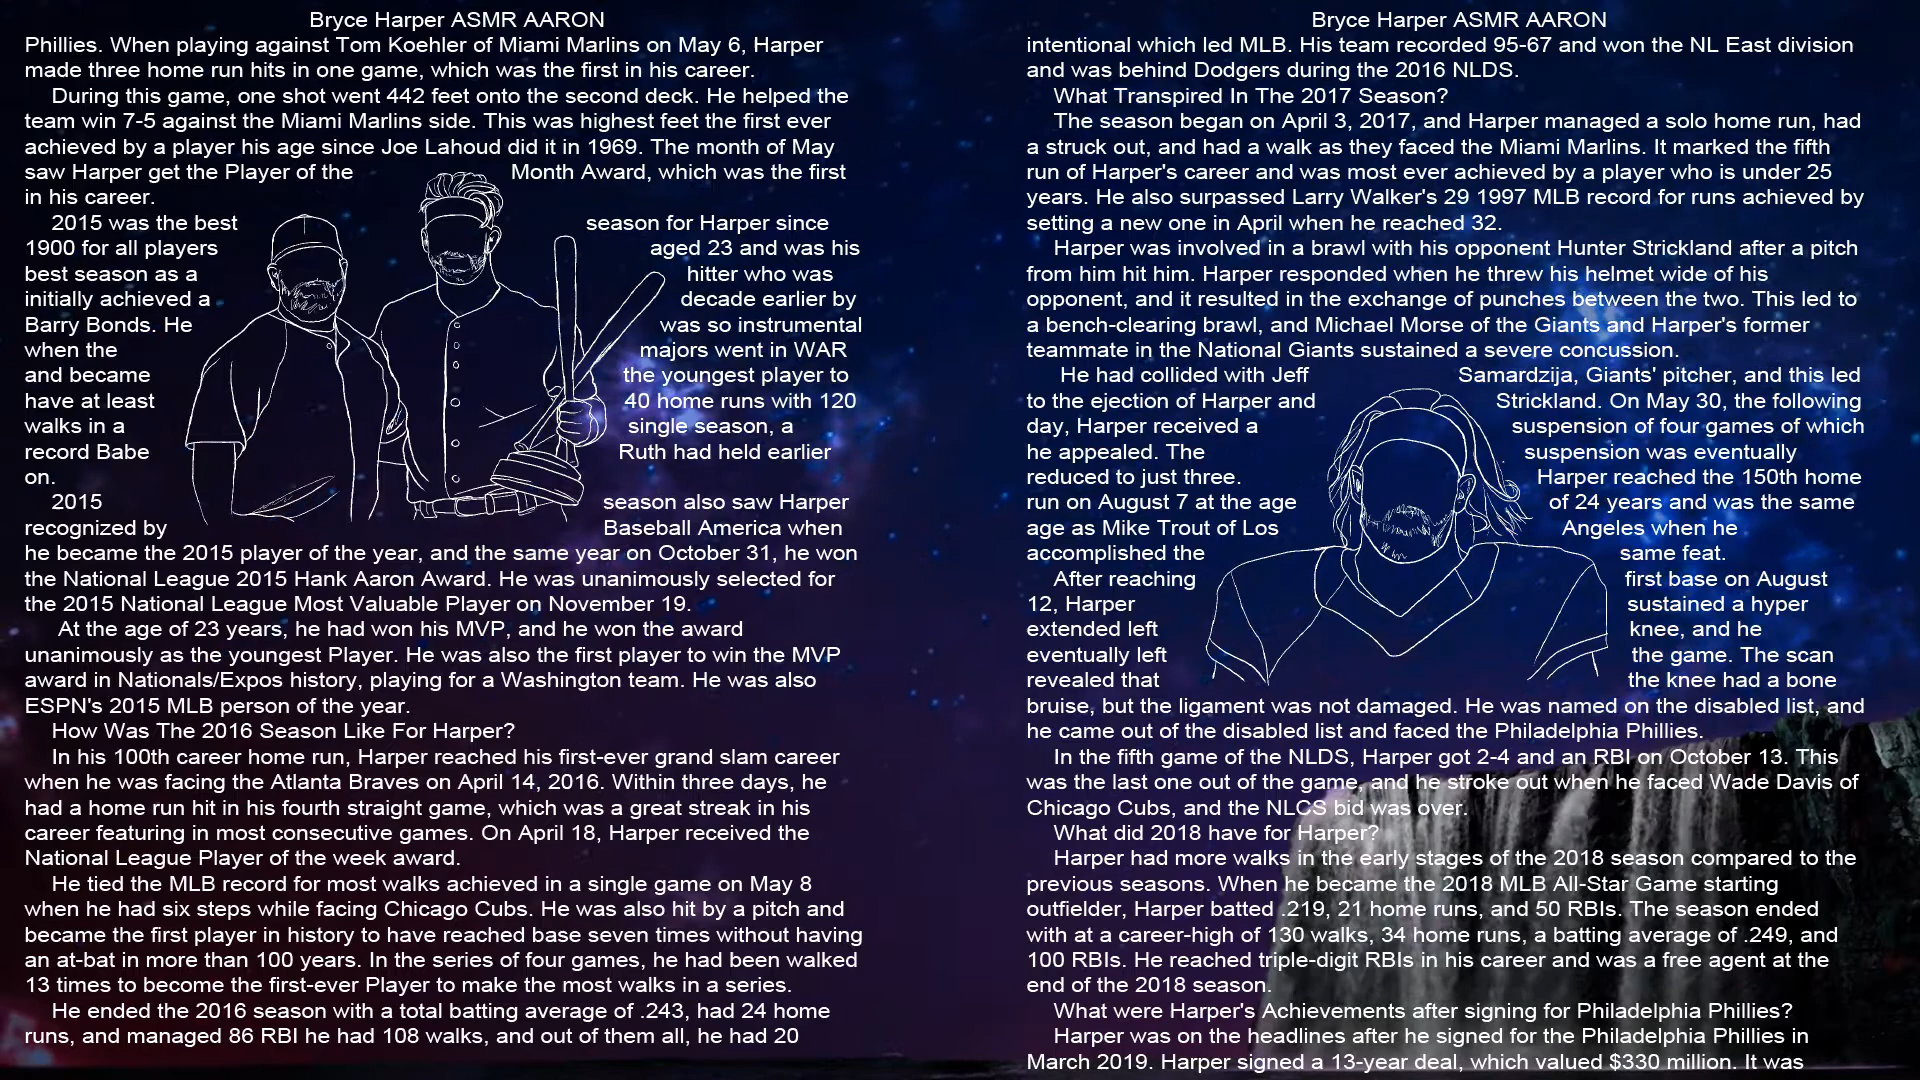 Bryce Harper ASMR AARON
Phillies. When playing against Tom Koehler of Miami Marlins on May 6, Harper
made three home run hits in one game, which was the first in his career.
During this game, one shot went 442 feet onto the second deck. He helped the
team win 7-5 against the Miami Marlins side. This was highest feet the first ever
achieved by a player his age since Joe Lahoud did it in 1969. The month of May
saw Harper get the Player of the Month Award, which was the first
in his career.
2015 was the best season for Harper since
1900 for all players aged 23 and was his
best season as a hitter who was
initially achieved a decade earlier by
Barry Bonds. He was so instrumental
when the majors went in WAR
and became the youngest player to
have at least 40 home runs with 120
walks in a single season, a
record Babe Ruth had held earlier
on.
2015 season also saw Harper
recognized by Baseball America when
he became the 2015 player of the year, and the same year on October 31, he won
the National League 2015 Hank Aaron Award. He was unanimously selected for
the 2015 National League Most Valuable Player on November 19.
At the age of 23 years, he had won his MVP, and he won the award
unanimously as the youngest Player. He was also the first player to win the MVP
award in Nationals/Expos history, playing for a Washington team. He was also
ESPN's 2015 MLB person of the year.
How Was The 2016 Season Like For Harper?
In his 100th career home run, Harper reached his first-ever grand slam career
when he was facing the Atlanta Braves on April 14, 2016. Within three days, he
had a home run hit in his fourth straight game, which was a great streak in his
career featuring in most consecutive games. On April 18, Harper received the
National League Player of the week award.
He tied the MLB record for most walks achieved in a single game on May 8
when he had six steps while facing Chicago Cubs. He was also hit by a pitch and
became the first player in history to have reached base seven times without having
an at-bat in more than 100 years. In the series of four games, he had been walked
13 times to become the first-ever Player to make the most walks in a series.
He ended the 2016 season with a total batting average of .243, had 24 home
runs, and managed 86 RBI he had 108 walks, and out of them all, he had 20
Bryce Harper ASMR AARON
intentional which led MLB. His team recorded 95-67 and won the NL East division
and was behind Dodgers during the 2016 NLDS.
What Transpired In The 2017 Season?
The season began on April 3, 2017, and Harper managed a solo home run, had
a struck out, and had a walk as they faced the Miami Marlins. It marked the fifth
run of Harper's career and was most ever achieved by a player who is under 25
years. He also surpassed Larry Walker's 29 1997 MLB record for runs achieved by
setting a new one in April when he reached 32.
Harper was involved in a brawl with his opponent Hunter Strickland after a pitch
from him hit him. Harper responded when he threw his helmet wide of his
opponent, and it resulted in the exchange of punches between the two. This led to
a bench-clearing brawl, and Michael Morse of the Giants and Harper's former
teammate in the National Giants sustained a severe concussion.
He had collided with Jeff Samardzija, Giants' pitcher, and this led
to the ejection of Harper and Strickland. On May 30, the following
day, Harper received a suspension of four games of which
he appealed. The suspension was eventually
reduced to just three. Harper reached the 150th home
run on August 7 at the age of 24 years and was the same
age as Mike Trout of Los Angeles when he
accomplished the same feat.
After reaching first base on August
12, Harper sustained a hyper
extended left knee, and he
eventually left the game. The scan
revealed that the knee had a bone
bruise, but the ligament was not damaged. He was named on the disabled list, and
he came out of the disabled list and faced the Philadelphia Phillies.
In the fifth game of the NLDS, Harper got 2-4 and an RBI on October 13. This
was the last one out of the game, and he stroke out when he faced Wade Davis of
Chicago Cubs, and the NLCS bid was over.
What did 2018 have for Harper?
Harper had more walks in the early stages of the 2018 season compared to the
previous seasons. When he became the 2018 MLB All-Star Game starting
outfielder, Harper batted .219, 21 home runs, and 50 RBIs. The season ended
with at a career-high of 130 walks, 34 home runs, a batting average of .249, and
100 RBIs. He reached triple-digit RBIs in his career and was a free agent at the
end of the 2018 season.
What were Harper's Achievements after signing for Philadelphia Phillies?
Harper was on the headlines after he signed for the Philadelphia Phillies in
March 2019. Harper signed a 13-year deal, which valued $330 million. It was